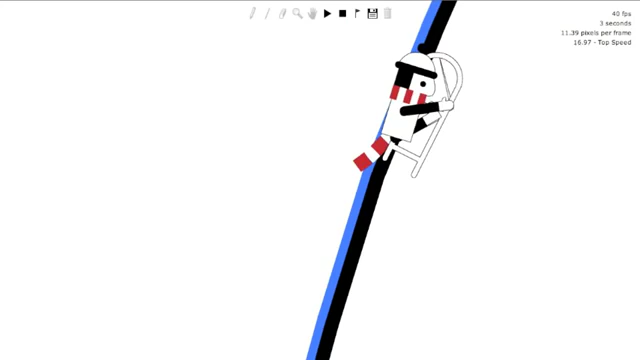 40 fps
3 seconds
11.39 pixels per frame
16.97 - Top Speed